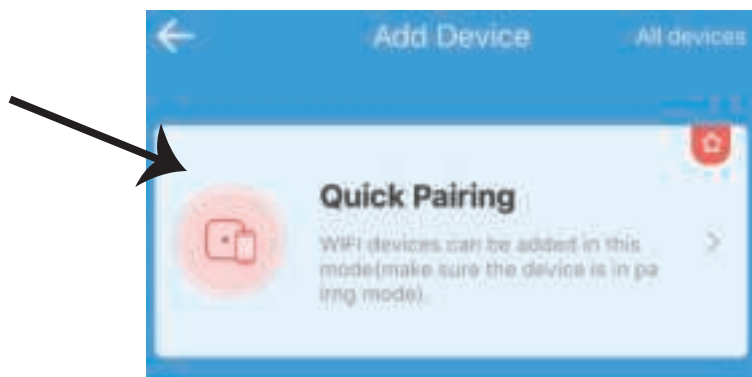 Add Device
All devices
Quick Pairing
WIFI devices can be added in this
mode(make sure the device is in pa
irng mode).